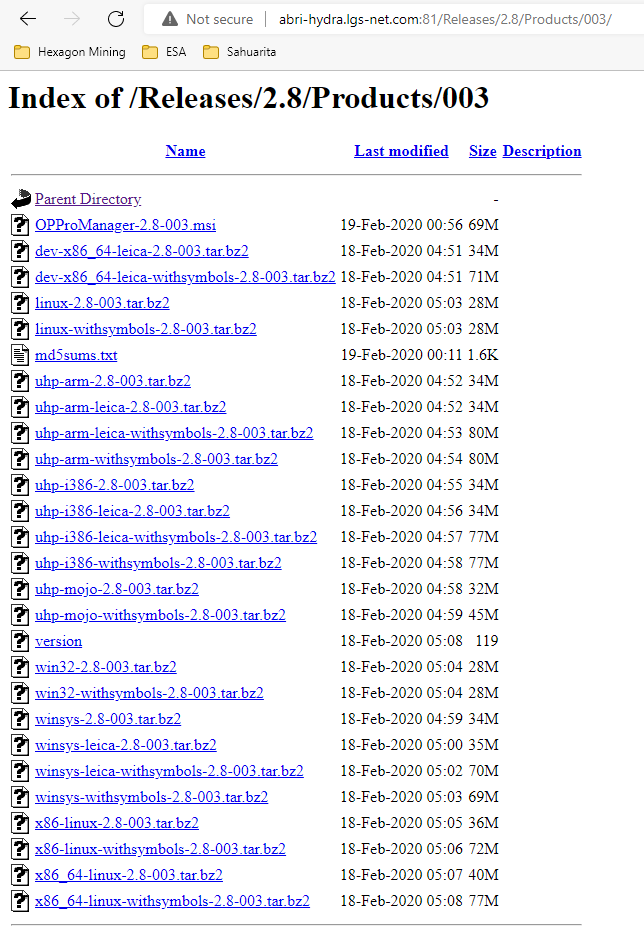 Not secure | abri-hydra.lgs-net.com:81/Releases/2.8/Products/003/
Hexagon Mining ESA Sahuarita
Index of /Releases/2.8/Products/003
Name Last modified Size Description
Parent Directory -
OPProManager-2.8-003.msi 19-Feb-2020 00:56 69M
dev-x86_64-leica-2.8-003.tar.bz2 18-Feb-2020 04:51 34M
dev-x86_64-leica-withsymbols-2.8-003.tar.bz2 18-Feb-2020 04:51 71M
linux-2.8-003.tar.bz2 18-Feb-2020 05:03 28M
linux-withsymbols-2.8-003.tar.bz2 18-Feb-2020 05:03 28M
md5sums.txt 19-Feb-2020 00:11 1.6K
uhp-arm-2.8-003.tar.bz2 18-Feb-2020 04:52 34M
uhp-arm-leica-2.8-003.tar.bz2 18-Feb-2020 04:52 34M
uhp-arm-leica-withsymbols-2.8-003.tar.bz2 18-Feb-2020 04:53 80M
uhp-arm-withsymbols-2.8-003.tar.bz2 18-Feb-2020 04:54 80M
uhp-i386-2.8-003.tar.bz2 18-Feb-2020 04:55 34M
uhp-i386-leica-2.8-003.tar.bz2 18-Feb-2020 04:56 34M
uhp-i386-leica-withsymbols-2.8-003.tar.bz2 18-Feb-2020 04:57 77M
uhp-i386-withsymbols-2.8-003.tar.bz2 18-Feb-2020 04:58 77M
uhp-mojo-2.8-003.tar.bz2 18-Feb-2020 04:58 32M
uhp-mojo-withsymbols-2.8-003.tar.bz2 18-Feb-2020 04:59 45M
version 18-Feb-2020 05:08 119
win32-2.8-003.tar.bz2 18-Feb-2020 05:04 28M
win32-withsymbols-2.8-003.tar.bz2 18-Feb-2020 05:04 28M
winsys-2.8-003.tar.bz2 18-Feb-2020 04:59 34M
winsys-leica-2.8-003.tar.bz2 18-Feb-2020 05:00 35M
winsys-leica-withsymbols-2.8-003.tar.bz2 18-Feb-2020 05:02 70M
winsys-withsymbols-2.8-003.tar.bz2 18-Feb-2020 05:03 69M
x86-linux-2.8-003.tar.bz2 18-Feb-2020 05:05 36M
x86-linux-withsymbols-2.8-003.tar.bz2 18-Feb-2020 05:06 72M
x86_64-linux-2.8-003.tar.bz2 18-Feb-2020 05:07 40M
x86_64-linux-withsymbols-2.8-003.tar.bz2 18-Feb-2020 05:08 77M